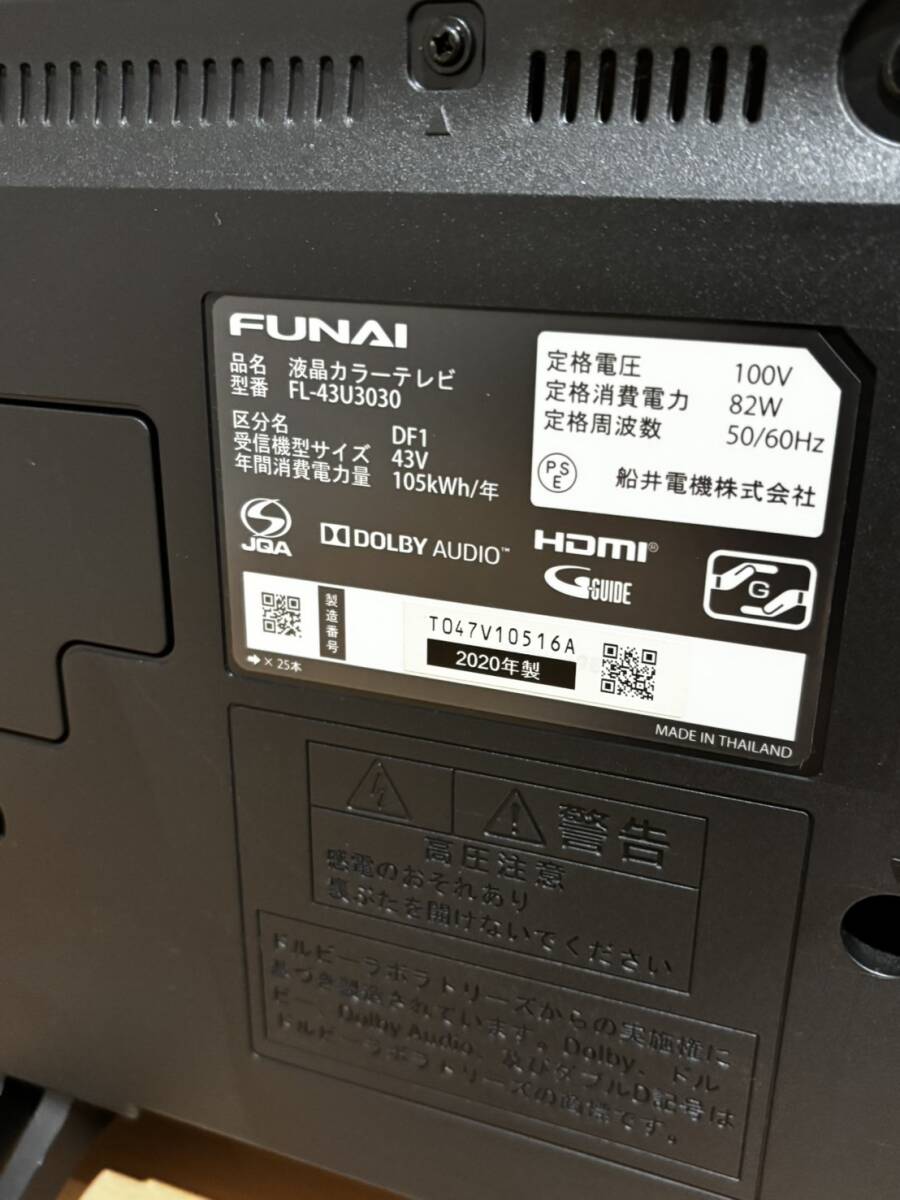 FUNAI
品名 液晶カラーテレビ
型番 FL-43U3030
区分名 DF1
受信機型サイズ 43V
年間消費電力量 105kWh/年
定格電圧 100V
定格消費電力 82W
定格周波数 50/60Hz
PSE 船井電機株式会社
JQA
DOLBY AUDIO™
HDMI®
G-GUIDE
G
製造番号
T047V10516A
2020年製
➡× 25本
MADE IN THAILAND
警告
高圧注意
感電のおそれあり
裏ぶたを開けないでください
ドルビーラボラトリーズからの実施権に
基づき製造されています。Dolby、ドル
ビー、Dolby Audio、及びダブルD記号は
ドルビーラボラトリーズの商標です。